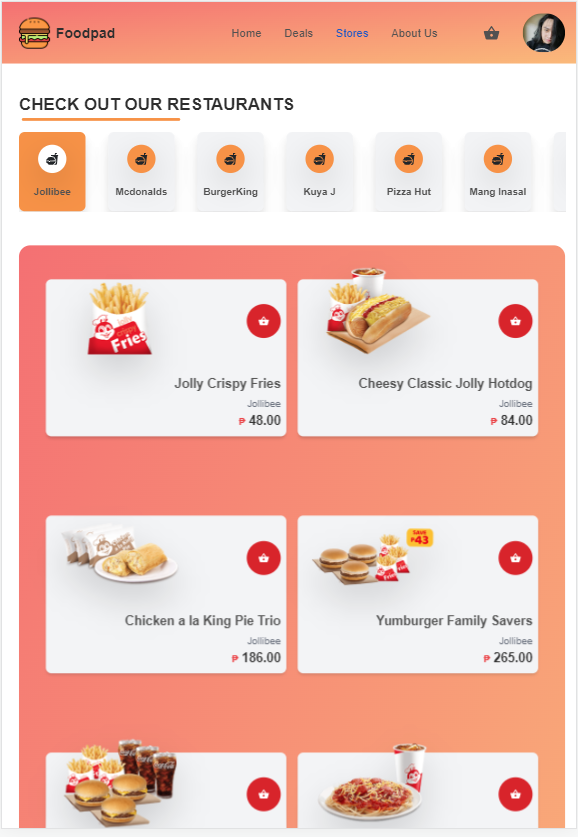 Foodpad
Home
Deals
Stores
About Us
CHECK OUT OUR RESTAURANTS
Jollibee
Mcdonalds
BurgerKing
Kuya J
Pizza Hut
Mang Inasal
Fries
Jolly Crispy Fries
Jollibee
₱ 48.00
Cheesy Classic Jolly Hotdog
Jollibee
₱ 84.00
Chicken a la King Pie Trio
Jollibee
₱ 186.00
SAVE
₱43
Yumburger Family Savers
Jollibee
₱ 265.00